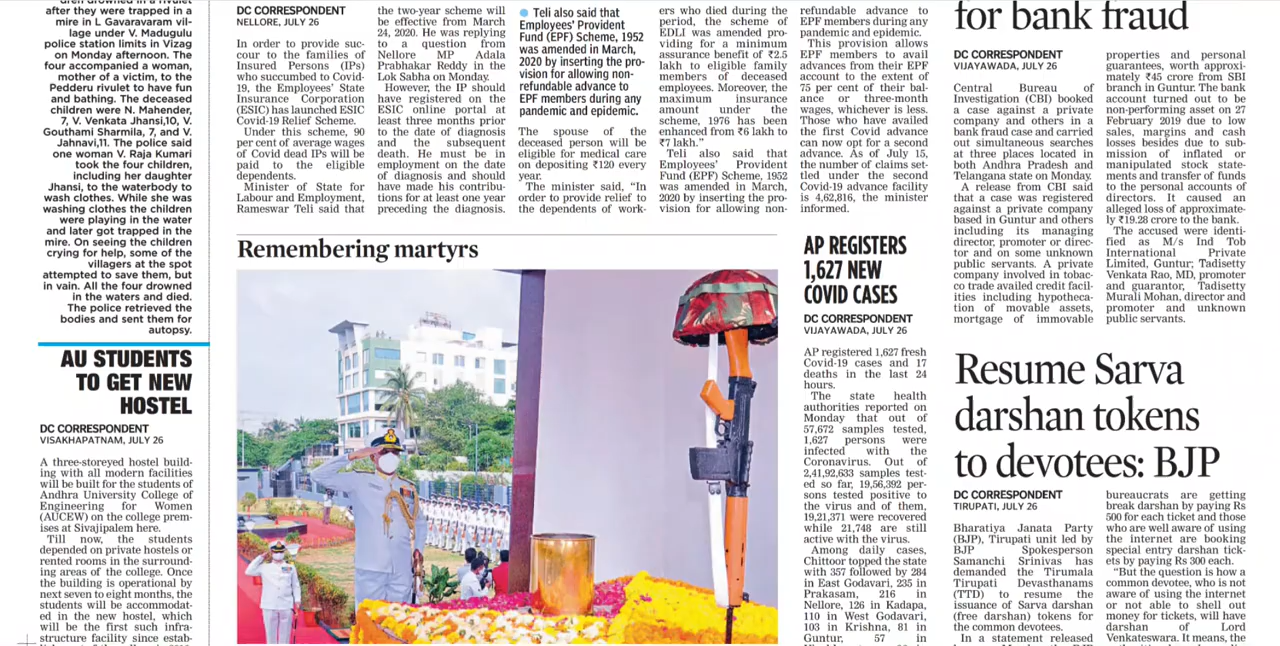 dren drowned in a rivulet
after they were trapped in a
mire in L Gavaravaram vil-
lage under V. Madugulu
police station limits in Vizag
on Monday afternoon. The
four accompanied a woman,
mother of a victim, to the
Pedderu rivulet to have fun
and bathing. The deceased
children were N. Mahender,
7, V. Venkata Jhansi,10, V.
Gouthami Sharmila, 7, and V.
Jahnavi,11. The police said
one woman V. Raja Kumari
took the four children,
including her daughter
Jhansi, to the waterbody to
wash clothes. While she was
washing clothes the children
were playing in the water
and later got trapped in the
mire. On seeing the children
crying for help, some of the
villagers at the spot
attempted to save them, but
in vain. All the four drowned
in the waters and died.
The police retrieved the
bodies and sent them for
autopsy.
AU STUDENTS
TO GET NEW
HOSTEL
DC CORRESPONDENT
VISAKHAPATNAM, JULY 26
A three-storeyed hostel build-
ing with all modern facilities
will be built for the students of
Andhra University College of
Engineering for Women
(AUCEW) on the college prem-
ises at Sivajipalem here.
Till now, the students
depended on private hostels or
rented rooms in the surround-
ing areas of the college. Once
the building is operational by
next seven to eight months, the
students will be accommodat-
ed in the new hostel, which
will be the first such infra-
structure facility since estab-
DC CORRESPONDENT
NELLORE, JULY 26
In order to provide suc-
cour to the families of
Insured Persons (IPs)
who succumbed to Covid-
19, the Employees' State
Insurance Corporation
(ESIC) has launched ESIC
Covid-19 Relief Scheme.
Under this scheme, 90
per cent of average wages
of Covid dead IPs will be
paid to the eligible
dependents.
Minister of State for
Labour and Employment,
Rameswar Teli said that
the two-year scheme will
be effective from March
24, 2020. He was replying
to a question from
Nellore MP Adala
Prabhakar Reddy in the
Lok Sabha on Monday.
However, the IP should
have registered on the
ESIC online portal at
least three months prior
to the date of diagnosis
and the subsequent
death. He must be in
employment on the date
of diagnosis and should
have made his contribu-
tions for at least one year
preceding the diagnosis.
Teli also said that
Employees' Provident
Fund (EPF) Scheme, 1952
was amended in March,
2020 by inserting the pro-
vision for allowing non-
refundable advance to
EPF members during any
pandemic and epidemic.
The spouse of the
deceased person will be
eligible for medical care
on depositing ₹120 every
year.
The minister said, "In
order to provide relief to
the dependents of work-
ers who died during the
period, the scheme of
EDLI was amended pro-
viding for a minimum
assurance benefit of ₹2.5
lakh to eligible family
members of deceased
employees. Moreover, the
maximum insurance
amount under the
scheme, 1976 has been
enhanced from ₹6 lakh to
₹7 lakh."
Teli also said that
Employees' Provident
Fund (EPF) Scheme, 1952
was amended in March,
2020 by inserting the pro-
vision for allowing non-
refundable advance to
EPF members during any
pandemic and epidemic.
This provision allows
EPF members to avail
advances from their EPF
account to the extent of
75 per cent of their bal-
ance or three-month
wages, whichever is less.
Those who have availed
the first Covid advance
can now opt for a second
advance. As of July 15,
the number of claims set-
tled under the second
Covid-19 advance facility
is 4,62,816, the minister
informed.
Remembering martyrs
AP REGISTERS
1,627 NEW
COVID CASES
DC CORRESPONDENT
VIJAYAWADA, JULY 26
AP registered 1,627 fresh
Covid-19 cases and 17
deaths in the last 24
hours.
The state health
authorities reported on
Monday that out of
57,672 samples tested,
1,627 persons were
infected with the
Coronavirus. Out of
2,41,92,633 samples test-
ed so far, 19,56,392 per-
sons tested positive to
the virus and of them,
19,21,371 were recovered
while 21,748 are still
active with the virus.
Among daily cases,
Chittoor topped the state
with 357 followed by 284
in East Godavari, 235 in
Prakasam, 216 in
Nellore, 126 in Kadapa,
110 in West Godavari,
103 in Krishna, 81 in
Guntur, 57 in
for bank fraud
DC CORRESPONDENT
VIJAYAWADA, JULY 26
Central Bureau of
Investigation (CBI) booked
a case against a private
company and others in a
bank fraud case and carried
out simultaneous searches
at three places located in
both Andhra Pradesh and
Telangana state on Monday.
A release from CBI said
that a case was registered
against a private company
based in Guntur and others
including its managing
director, promoter or direc-
tor and on some unknown
public servants. A private
company involved in tobac-
co trade availed credit facil-
ities including hypotheca-
tion of movable assets,
mortgage of immovable
properties and personal
guarantees, worth approxi-
mately ₹45 crore from SBI
branch in Guntur. The bank
account turned out to be
non-performing asset on 27
February 2019 due to low
sales, margins and cash
losses besides due to sub-
mission of inflated or
manipulated stock state-
ments and transfer of funds
to the personal accounts of
directors. It caused an
alleged loss of approximate-
ly ₹19.28 crore to the bank.
The accused were identi-
fied as M/s Ind Tob
International Private
Limited, Guntur; Tadisetty
Venkata Rao, MD, promoter
and guarantor, Tadisetty
Murali Mohan, director and
promoter and unknown
public servants.
Resume Sarva
darshan tokens
to devotees: BJP
DC CORRESPONDENT
TIRUPATI, JULY 26
Bharatiya Janata Party
(BJP), Tirupati unit led by
BJP Spokesperson
Samanchi Srinivas has
demanded the Tirumala
Tirupati Devasthanams
(TTD) to resume the
issuance of Sarva darshan
(free darshan) tokens for
the common devotees.
In a statement released
bureaucrats are getting
break darshan by paying Rs
500 for each ticket and those
who are well aware of using
the internet are booking
special entry darshan tick-
ets by paying Rs 300 each.
"But the question is how a
common devotee, who is not
aware of using the internet
or not able to shell out
money for tickets, will have
darshan of Lord
Venkateswara. It means, the